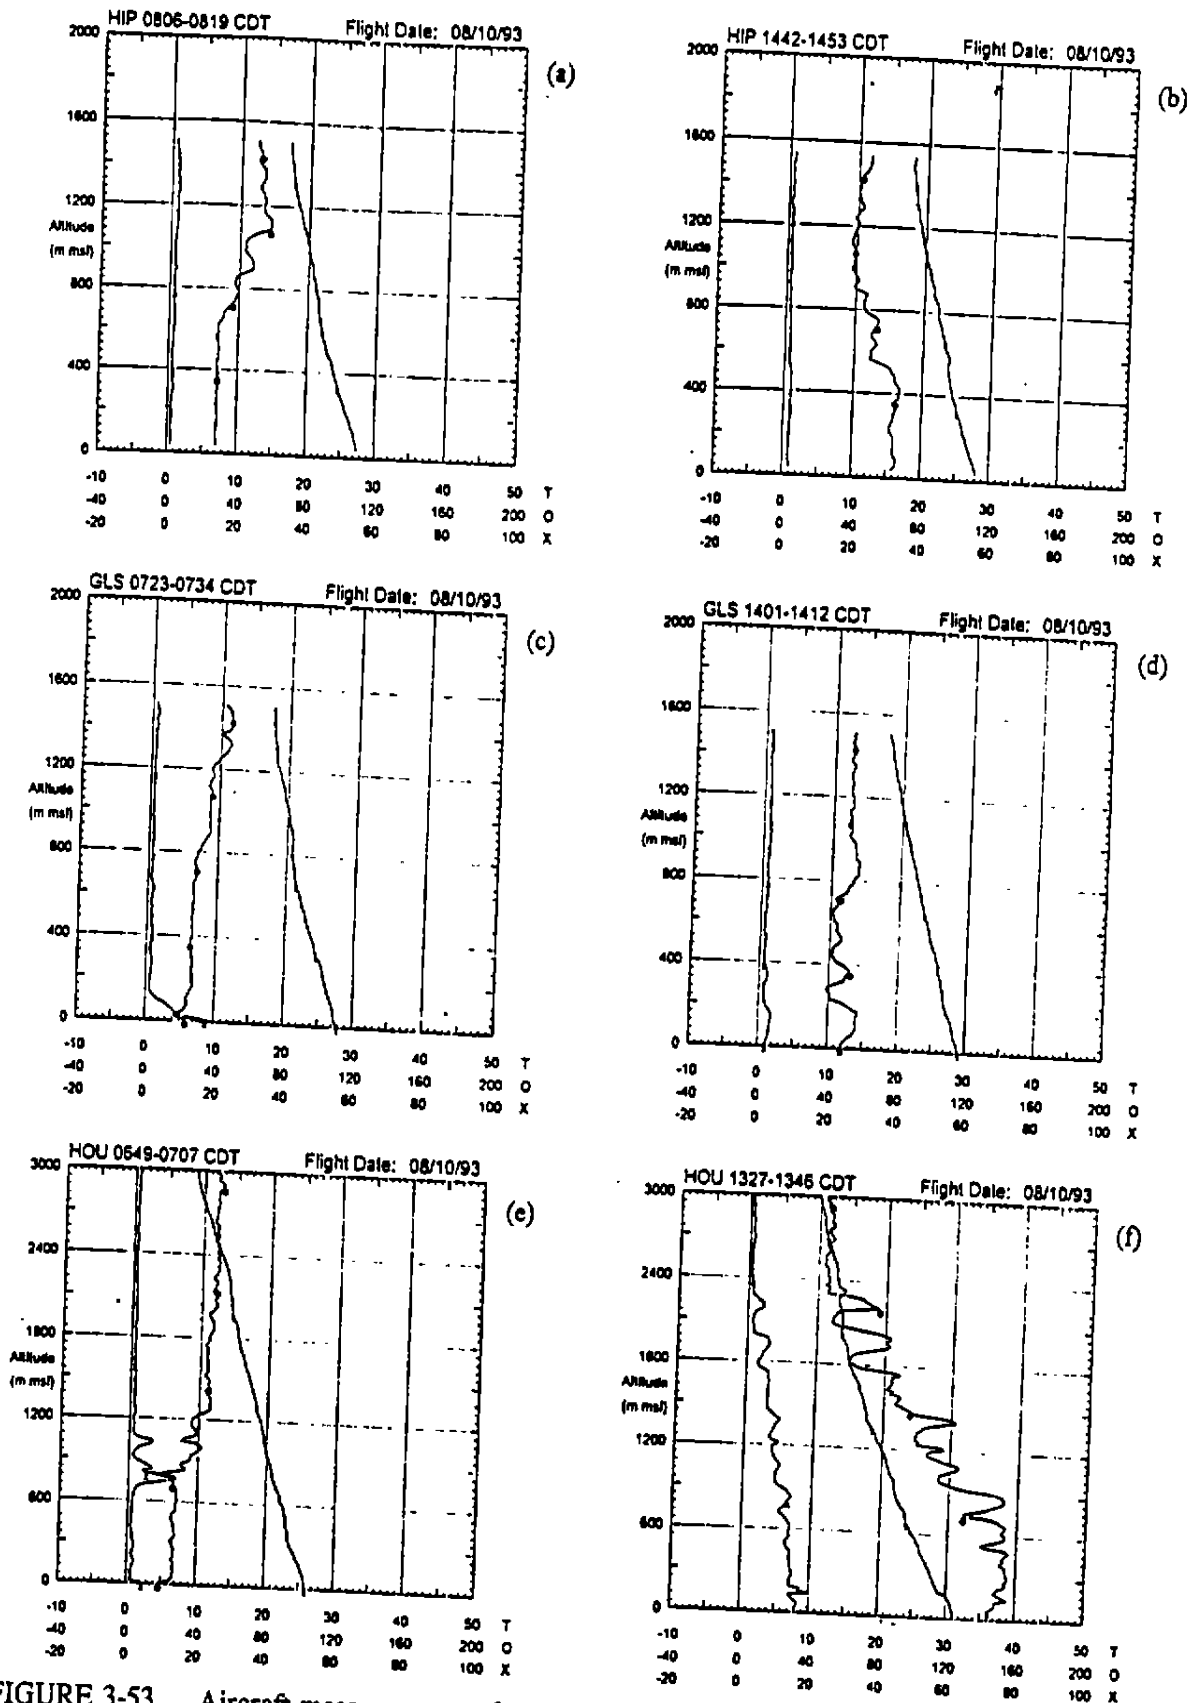 HIP 0806-0819 CDT Flight Date: 08/10/93
(a)
2000
1600
1200
Altitude
(m msl)
800
400
0
-10 0 10 20 30 40 50 T
-40 0 40 80 120 160 200 O
-20 0 20 40 60 80 100 X
HIP 1442-1453 CDT Flight Date: 08/10/93
(b)
2000
1600
1200
Altitude
(m msl)
800
400
0
-10 0 10 20 30 40 50 T
-40 0 40 80 120 160 200 O
-20 0 20 40 60 80 100 X
GLS 0723-0734 CDT Flight Date: 08/10/93
(c)
2000
1600
1200
Altitude
(m msl)
800
400
0
-10 0 10 20 30 40 50 T
-40 0 40 80 120 160 200 O
-20 0 20 40 60 80 100 X
GLS 1401-1412 CDT Flight Date: 08/10/93
(d)
2000
1600
1200
Altitude
(m msl)
800
400
0
-10 0 10 20 30 40 50 T
-40 0 40 80 120 160 200 O
-20 0 20 40 60 80 100 X
HOU 0649-0707 CDT Flight Date: 08/10/93
(e)
3000
2400
1800
Altitude
(m msl)
1200
600
0
-10 0 10 20 30 40 50 T
-40 0 40 80 120 160 200 O
-20 0 20 40 60 80 100 X
HOU 1327-1346 CDT Flight Date: 08/10/93
(f)
3000
2400
1800
Altitude
(m msl)
1200
600
0
-10 0 10 20 30 40 50 T
-40 0 40 80 120 160 200 O
-20 0 20 40 60 80 100 X
FIGURE 3-53 Aircraft